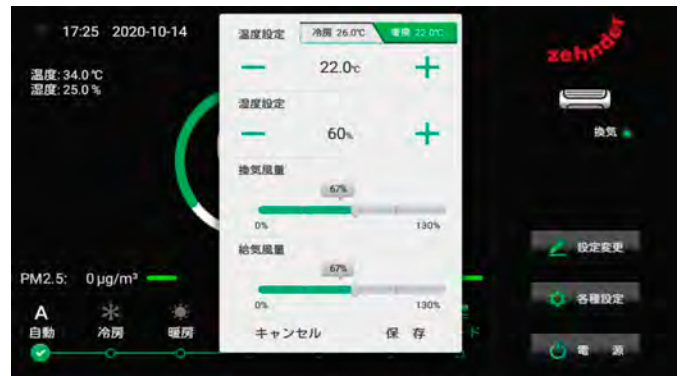 17:25 2020-10-14
温度: 34.0 ℃
湿度: 25.0 %
PM2.5: 0 μg/m³
A
自動 冷房 暖房
温度設定 冷房 26.0℃ 暖房 22.0℃
22.0℃
湿度設定
60%
換気風量
67%
0% 130%
給気風量
67%
0% 130%
キャンセル 保 存
ド
zehnder
換気
設定変更
各種設定
電 源